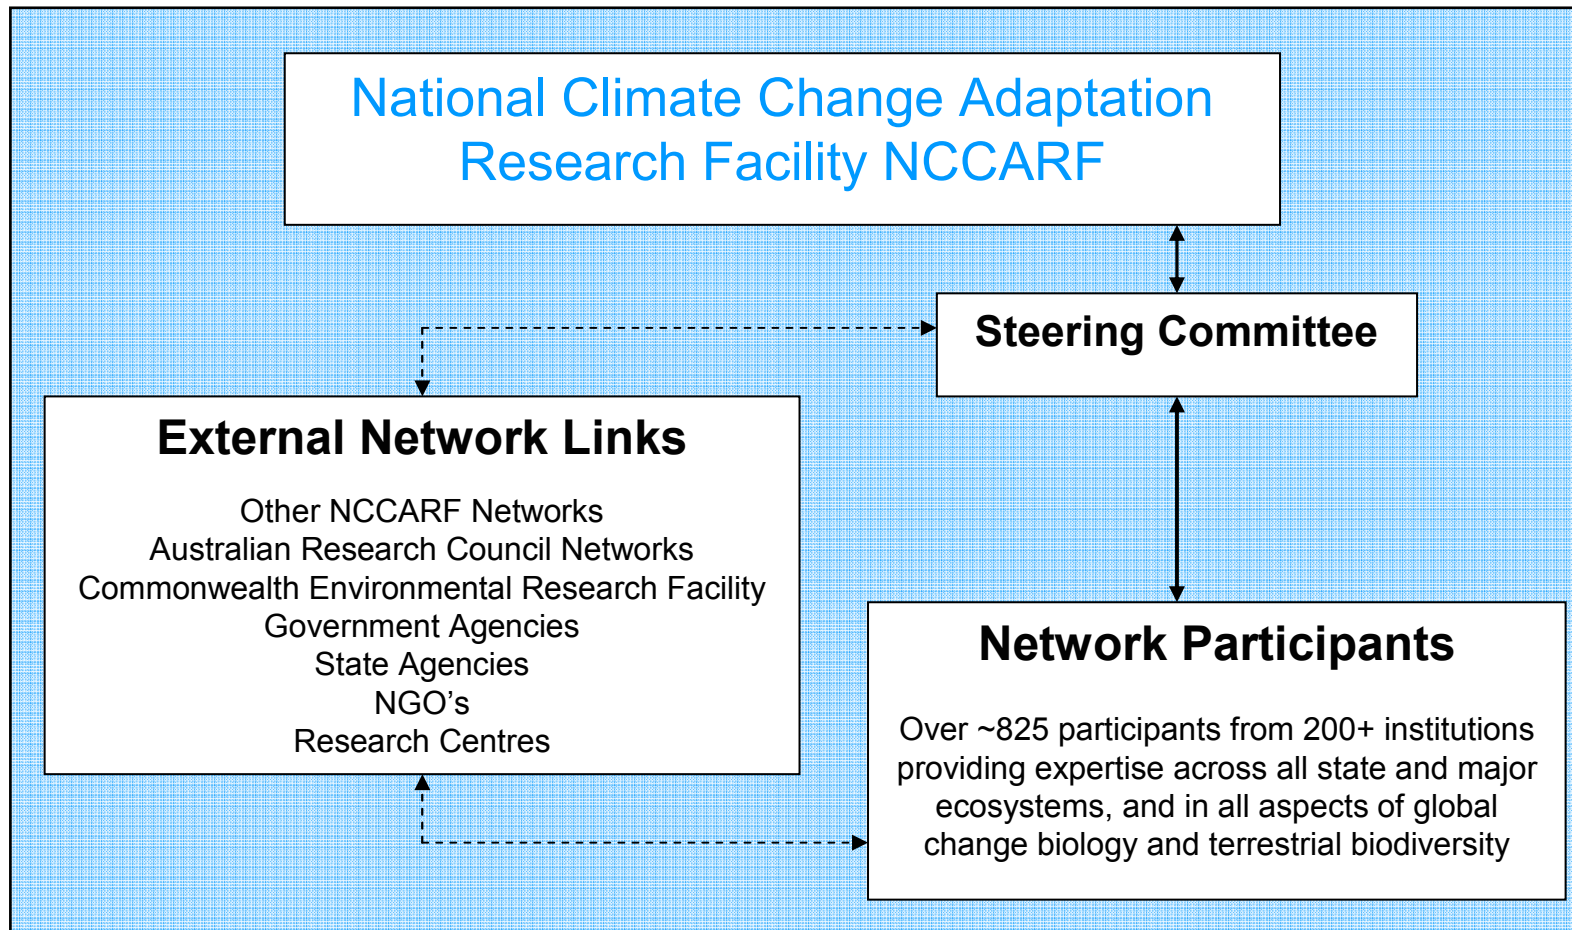 National Climate Change Adaptation
Research Facility NCCARF
Steering Committee
External Network Links
Other NCCARF Networks
Australian Research Council Networks
Commonwealth Environmental Research Facility
Government Agencies
State Agencies
NGO’s
Research Centres
Network Participants
Over ~825 participants from 200+ institutions
providing expertise across all state and major
ecosystems, and in all aspects of global
change biology and terrestrial biodiversity